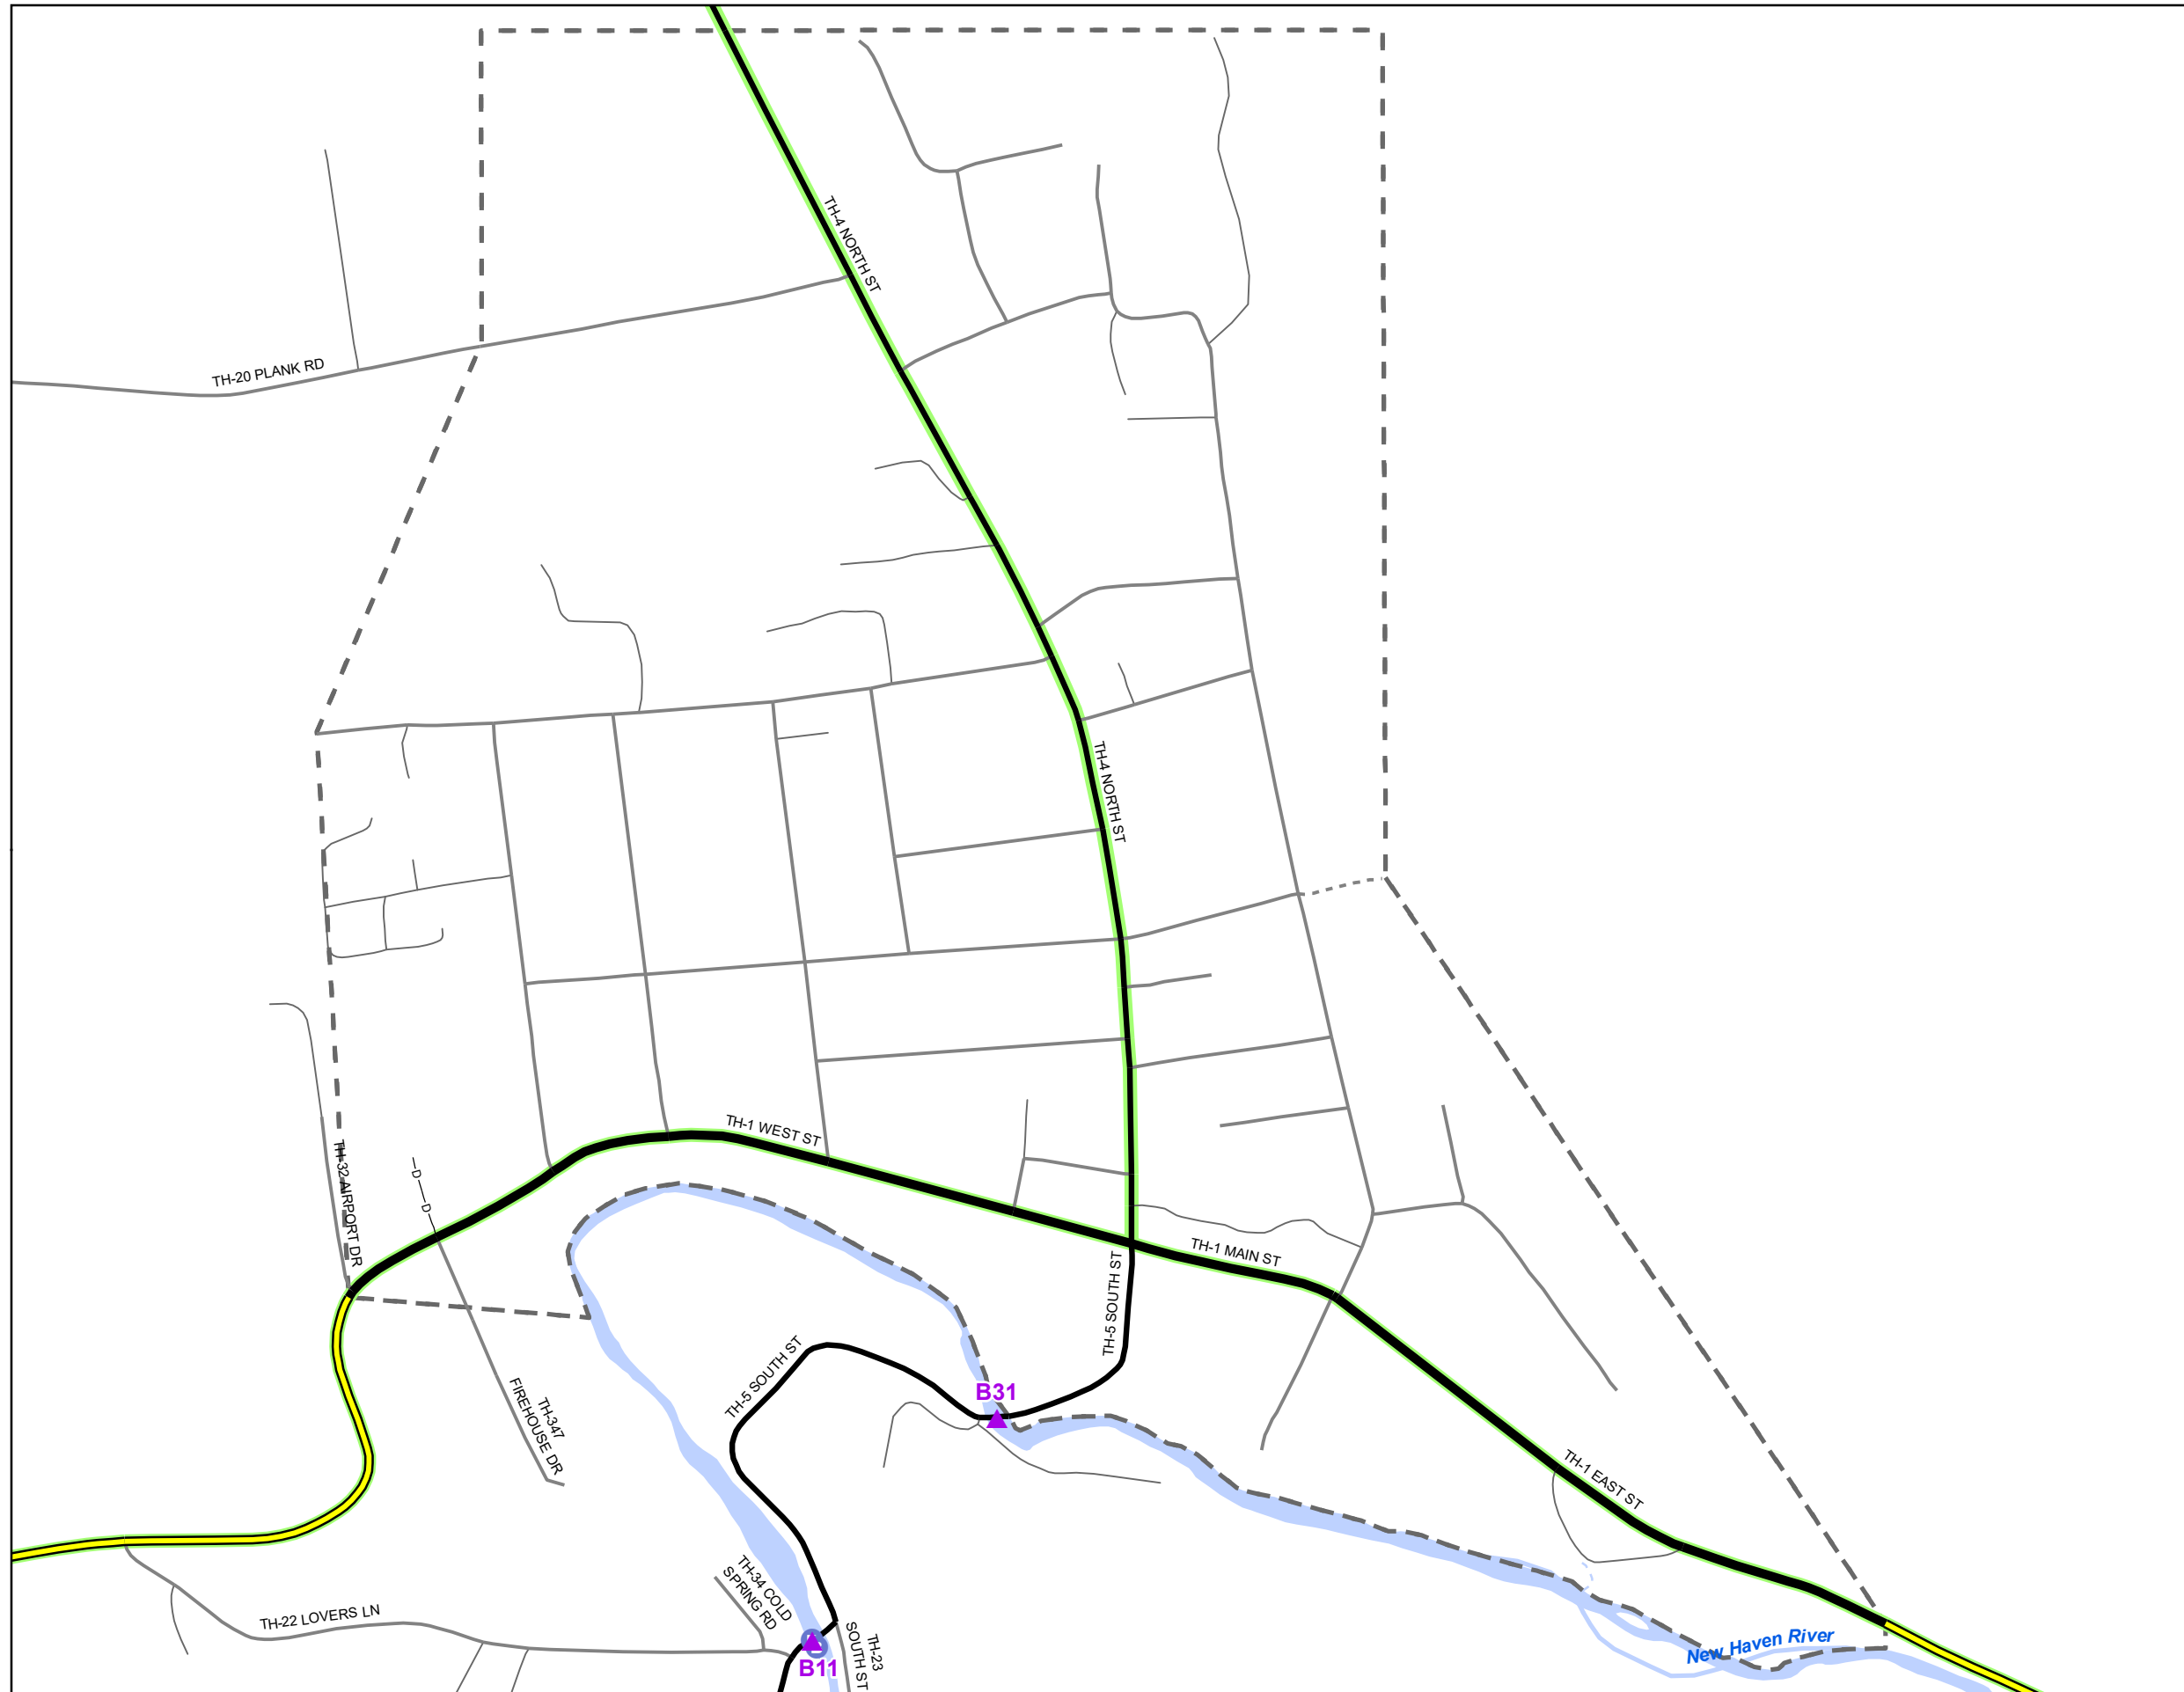 TH-4 NORTH ST
TH-20 PLANK RD
TH-4 NORTH ST
TH-1 WEST ST
TH-32 AIRPORT DR
D
D
TH-1 MAIN ST
TH-5 SOUTH ST
TH-5 SOUTH ST
B31
TH-347
FIREHOUSE DR
TH-1 EAST ST
TH-34 COLD
SPRING RD
TH-22 LOVERS LN
TH-23
SOUTH ST
New Haven River
B11